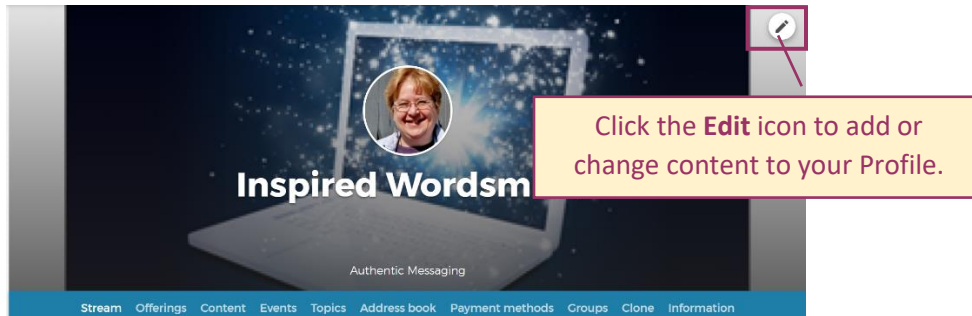 Click the Edit icon to add or
change content to your Profile.
Inspired Wordsm
Authentic Messaging
Stream Offerings Content Events Topics Address book Payment methods Groups Clone Information